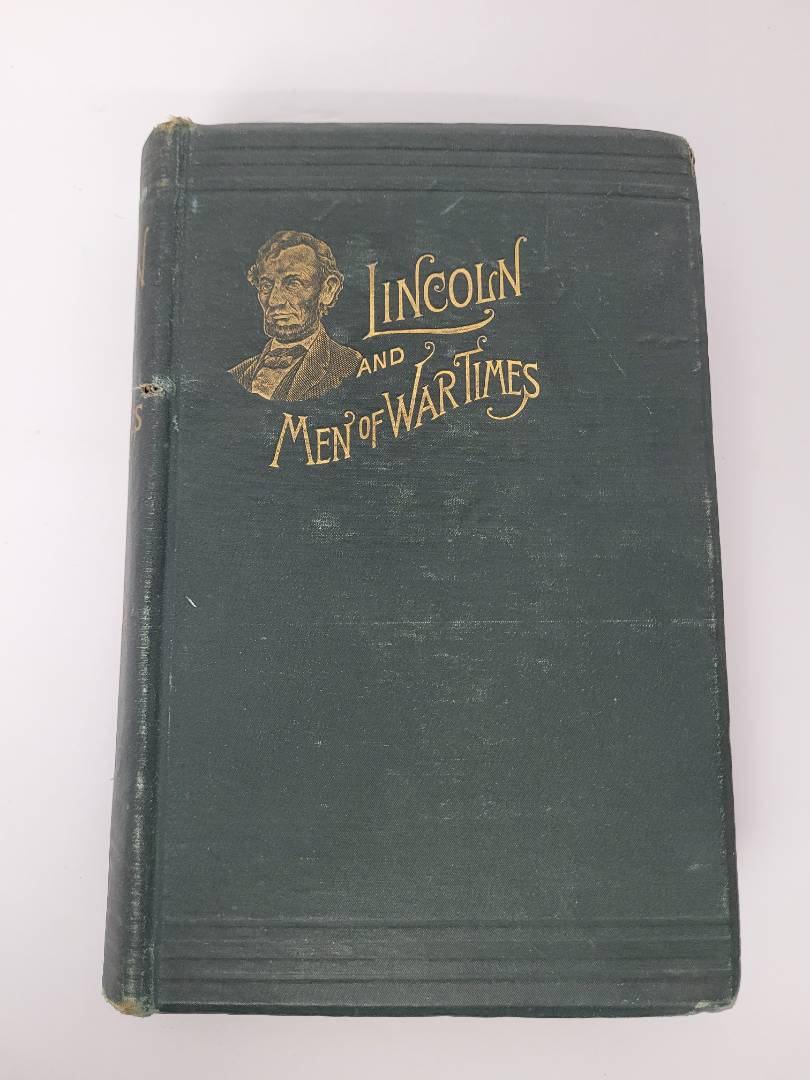 LINCOLN
AND
MEN OF WAR TIMES